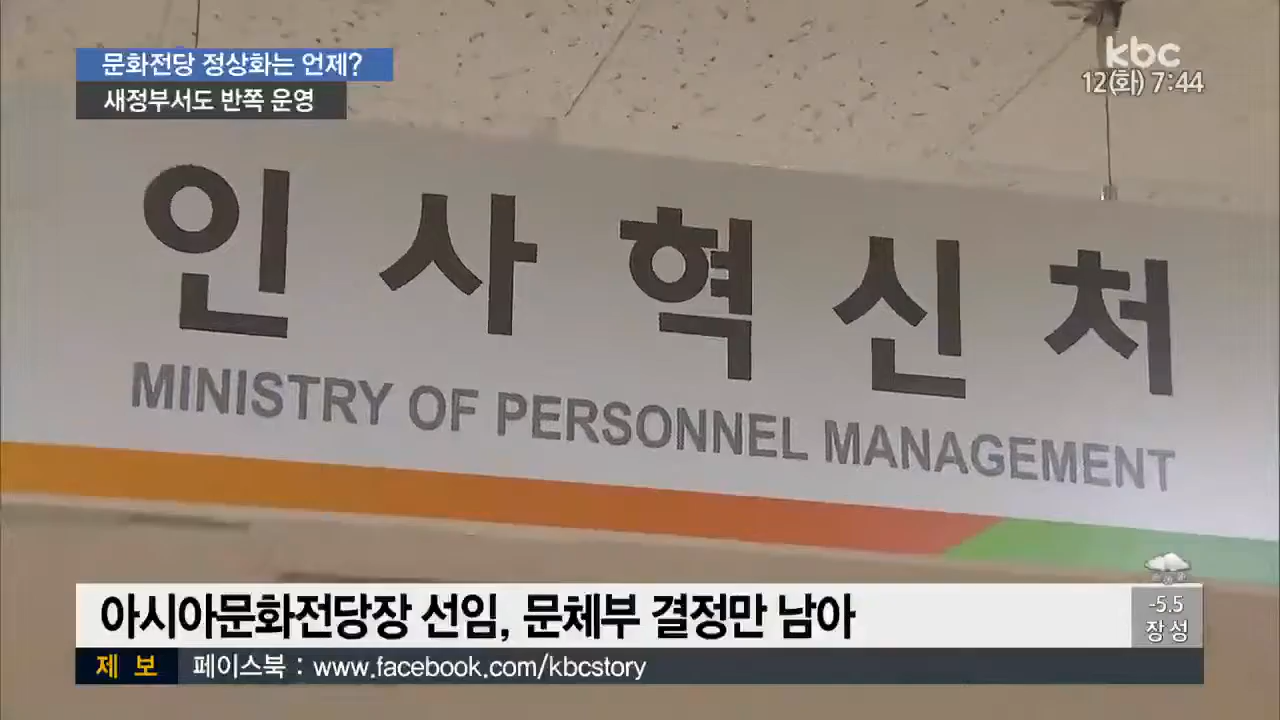 문화전당 정상화는 언제?
새정부서도 반쪽 운영
kbc
12(화) 7:44
인사혁신처
MINISTRY OF PERSONNEL MANAGEMENT
아시아문화전당장 선임, 문체부 결정만 남아
-5.5
장성
제 보
페이스북 : www.facebook.com/kbcstory